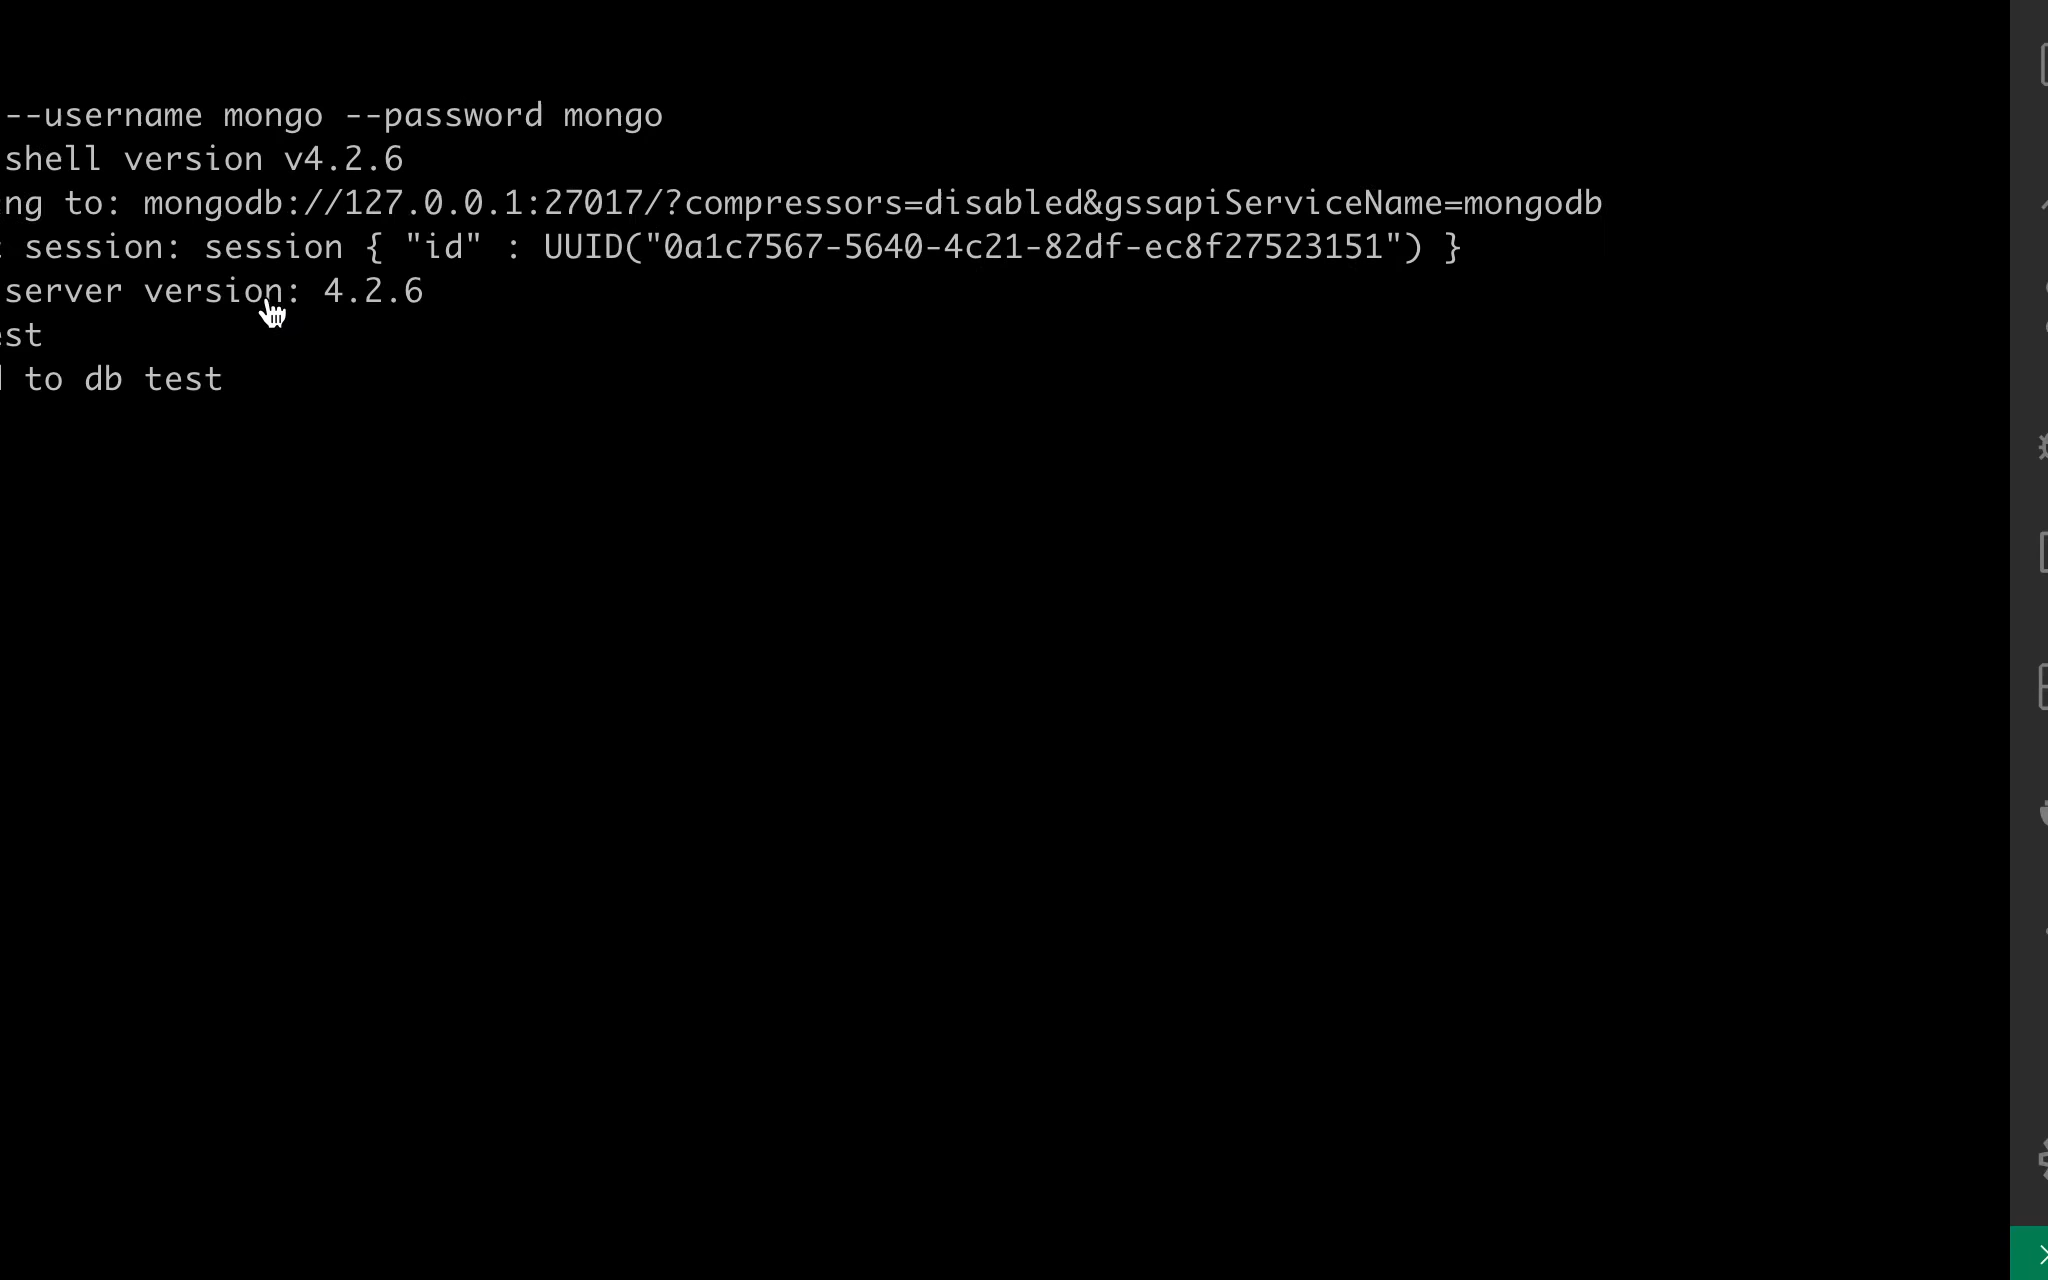 --username mongo --password mongo
shell version v4.2.6
ng to: mongodb://127.0.0.1:27017/?compressors=disabled&gssapiServiceName=mongodb
session: session { "id" : UUID("0a1c7567-5640-4c21-82df-ec8f27523151") }
server version: 4.2.6
est
to db test